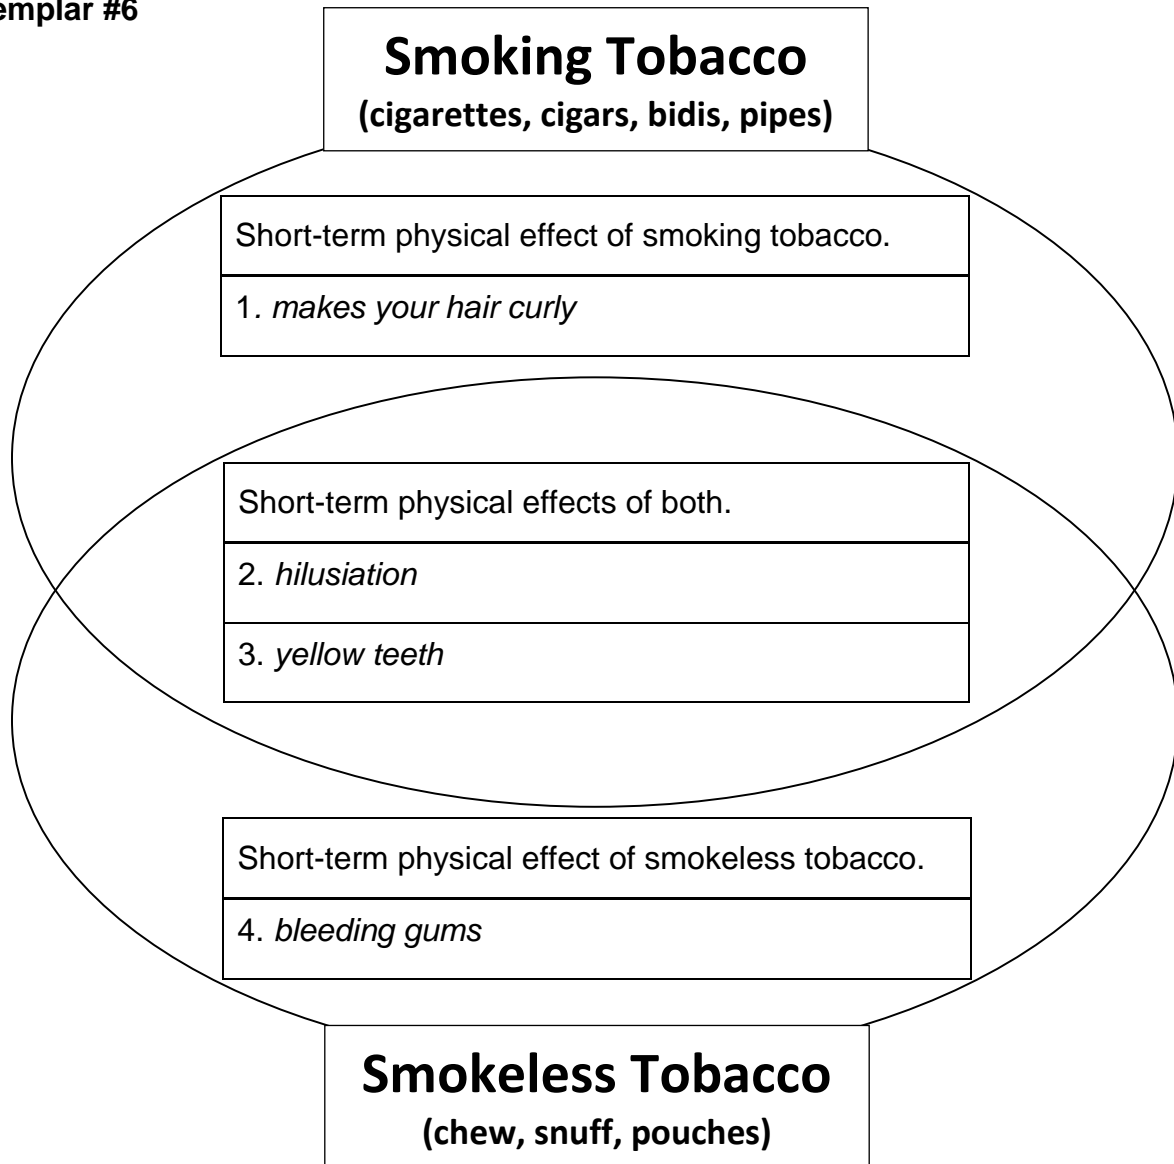 emplar #6
Smoking Tobacco
(cigarettes, cigars, bidis, pipes)
Short-term physical effect of smoking tobacco.
1. makes your hair curly
Short-term physical effects of both.
2. hilusiation
3. yellow teeth
Short-term physical effect of smokeless tobacco.
4. bleeding gums
Smokeless Tobacco
(chew, snuff, pouches)